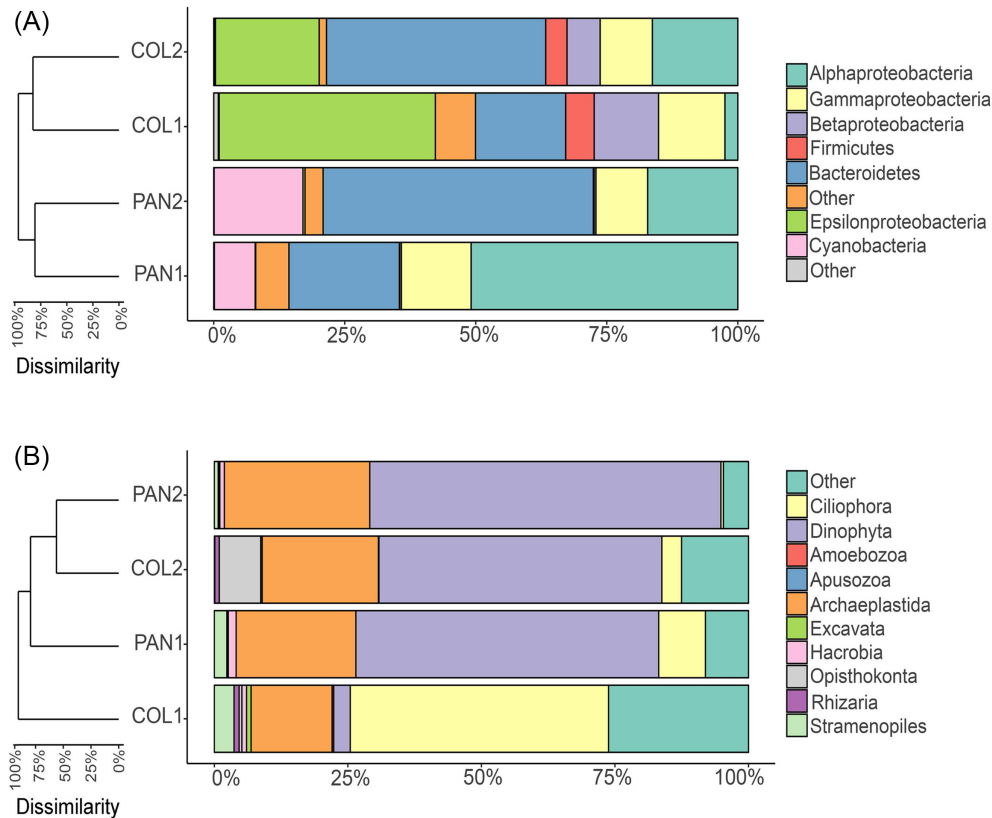 (A)
COL2
COL1
PAN2
PAN1
100% 75% 50% 25% 0%
Dissimilarity
0% 25% 50% 75% 100%
Alphaproteobacteria
Gammaproteobacteria
Betaproteobacteria
Firmicutes
Bacteroidetes
Other
Epsilonproteobacteria
Cyanobacteria
Other
(B)
PAN2
COL2
PAN1
COL1
100% 75% 50% 25% 0%
Dissimilarity
0% 25% 50% 75% 100%
Other
Ciliophora
Dinophyta
Amoebozoa
Apusozoa
Archaeplastida
Excavata
Hacrobia
Opisthokonta
Rhizaria
Stramenopiles